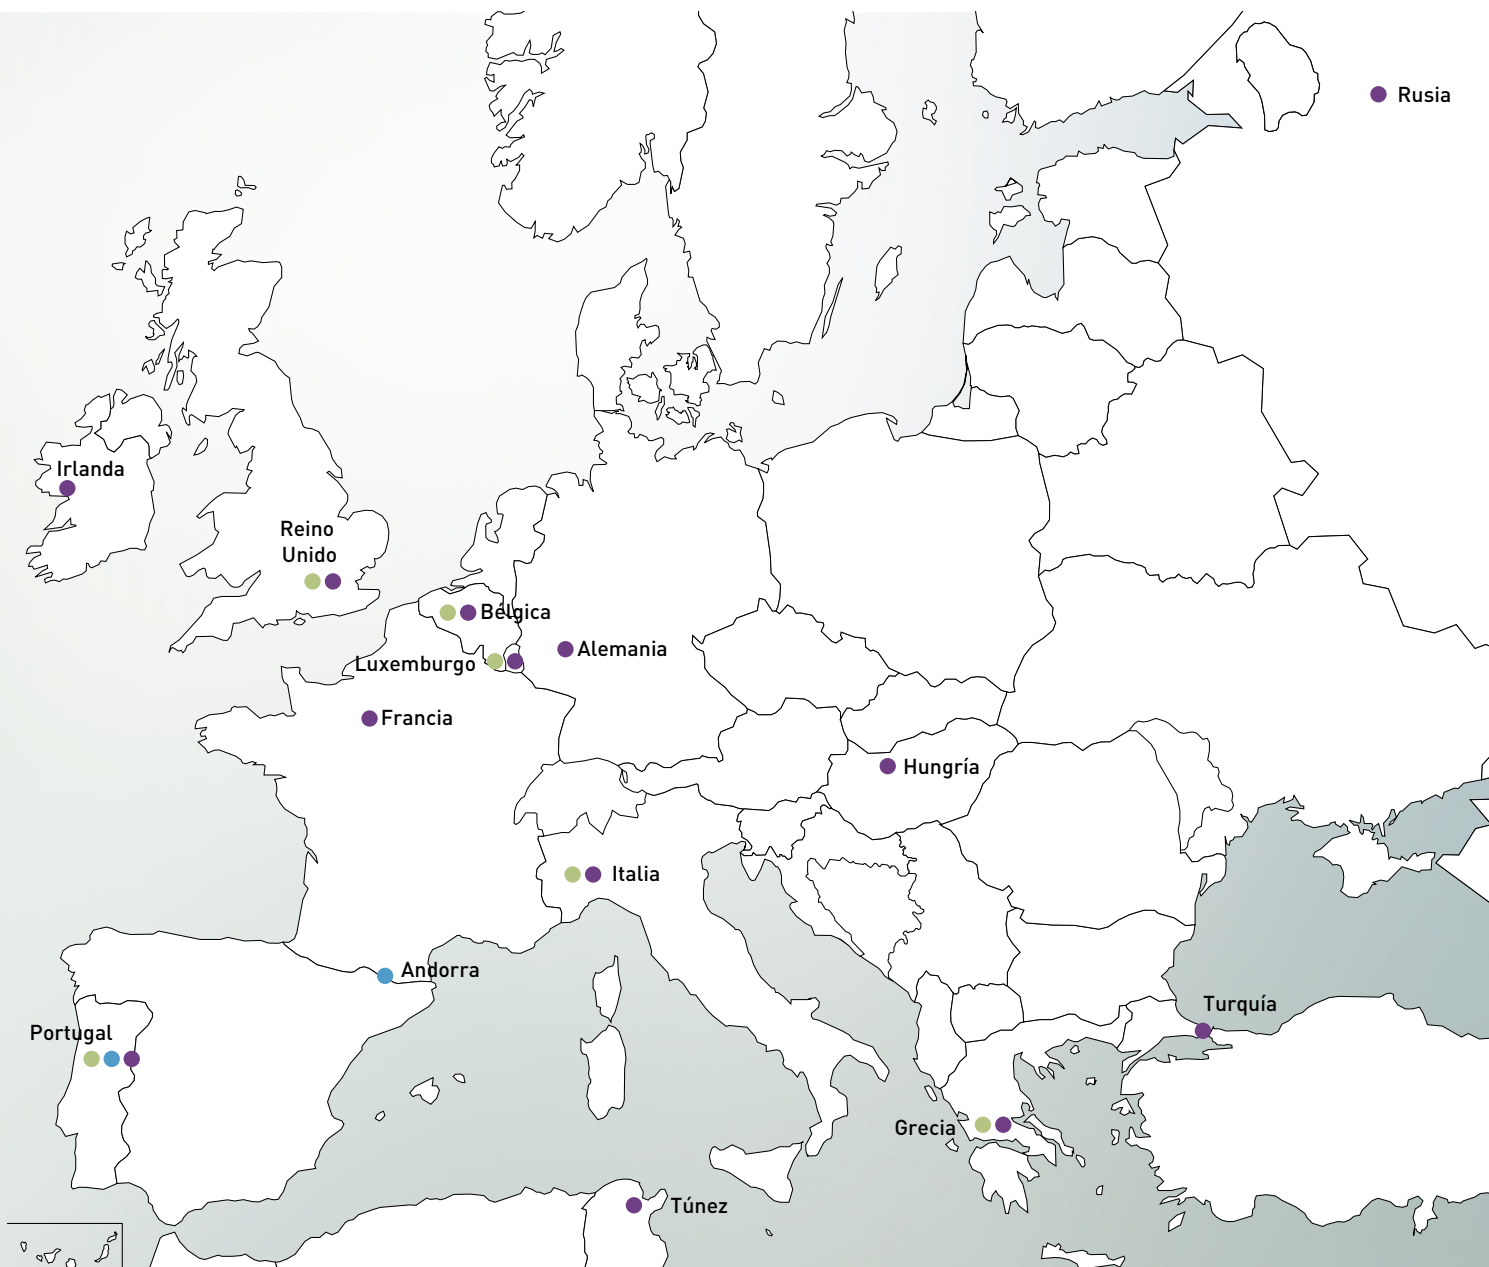 Rusia
Irlanda
Reino
Unido
Bélgica
Alemania
Luxemburgo
Francia
Hungría
Italia
Andorra
Turquía
Portugal
Grecia
Túnez